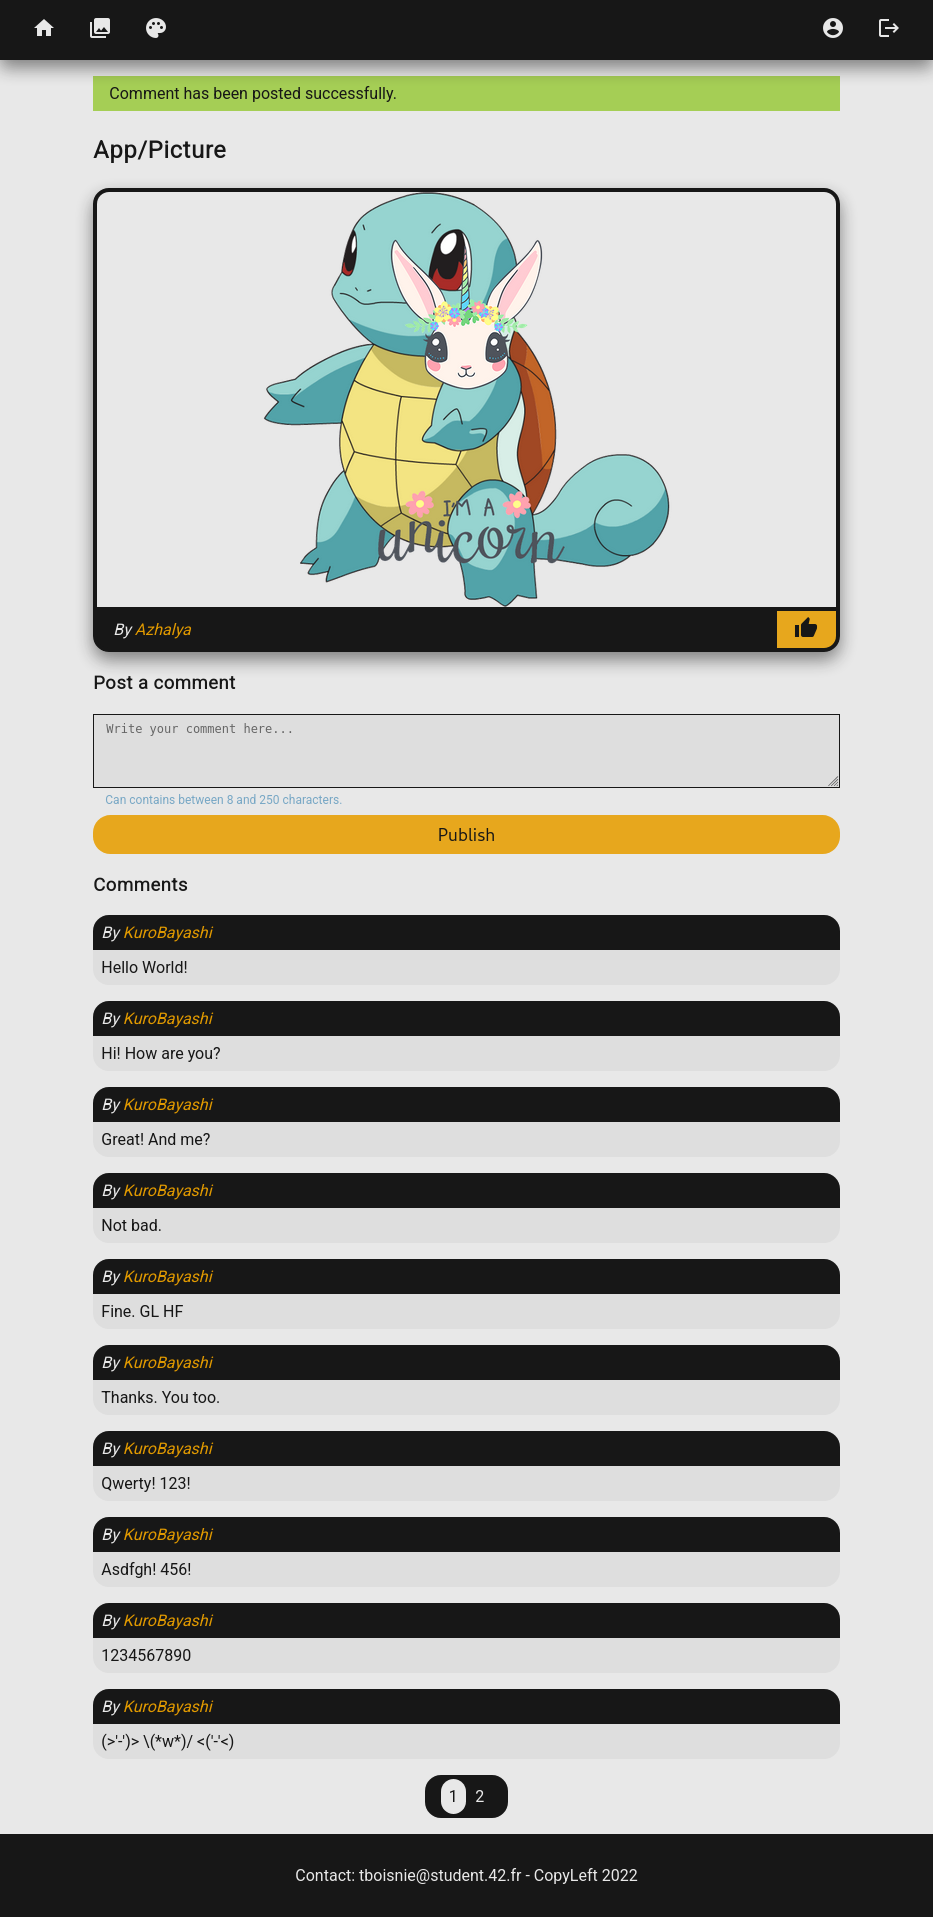 Comment has been posted successfully.
App/Picture
I'M A
unicorn
By Azhalya
Post a comment
Write your comment here...
Can contains between 8 and 250 characters.
Publish
Comments
By KuroBayashi
Hello World!
By KuroBayashi
Hi! How are you?
By KuroBayashi
Great! And me?
By KuroBayashi
Not bad.
By KuroBayashi
Fine. GL HF
By KuroBayashi
Thanks. You too.
By KuroBayashi
Qwerty! 123!
By KuroBayashi
Asdfgh! 456!
By KuroBayashi
1234567890
By KuroBayashi
(>'-')> \(*w*)/ <('-'<)
1 2
Contact: tboisnie@student.42.fr - CopyLeft 2022